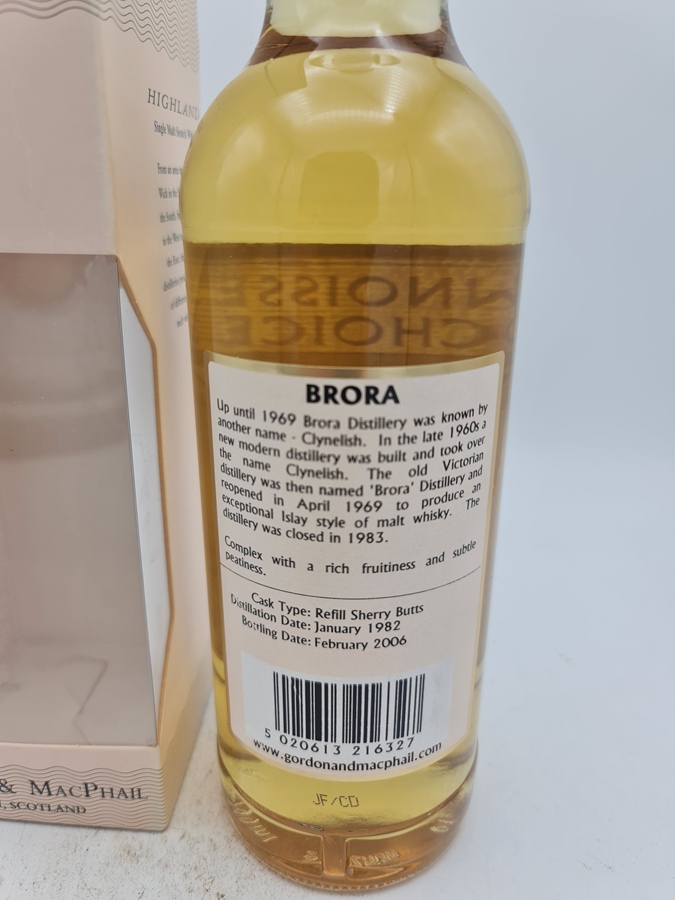 HIGHLAND
Single Malt Scotch
NNOISSE
CHOICE
BRORA
Up until 1969 Brora Distillery was known by
another name - Clynelish. In the late 1960s a
new modern distillery was built and took over
the name Clynelish. The old Victorian
distillery was then named 'Brora' Distillery and
reopened in April 1969 to produce an
exceptional Islay style of malt whisky. The
distillery was closed in 1983.
Complex with a rich fruitiness and subtle
peatiness.
Cask Type: Refill Sherry Butts
Distillation Date: January 1982
Bottling Date: February 2006
5 020613 216327
www.gordonandmacphail.com
JF/CD
& MACPHAIL
, SCOTLAND